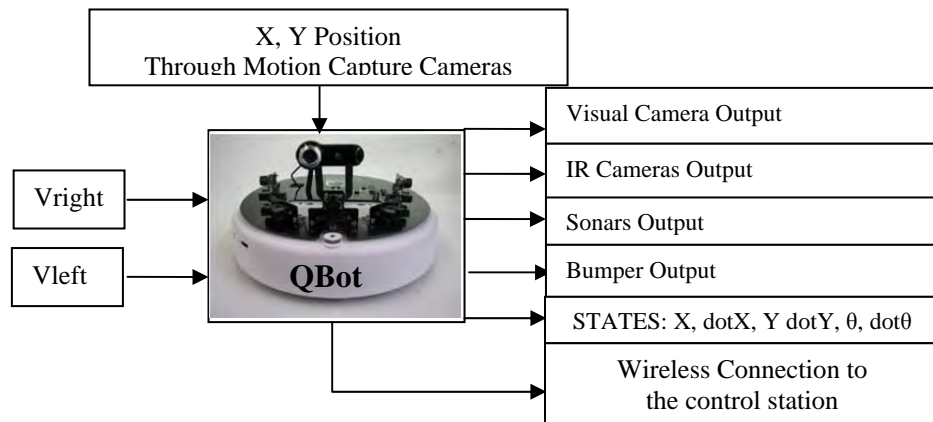 X, Y Position
Through Motion Capture Cameras
Visual Camera Output
IR Cameras Output
Vright
Sonars Output
Vleft
QBot
Bumper Output
STATES: X, dotX, Y dotY, θ, dotθ
Wireless Connection to
the control station